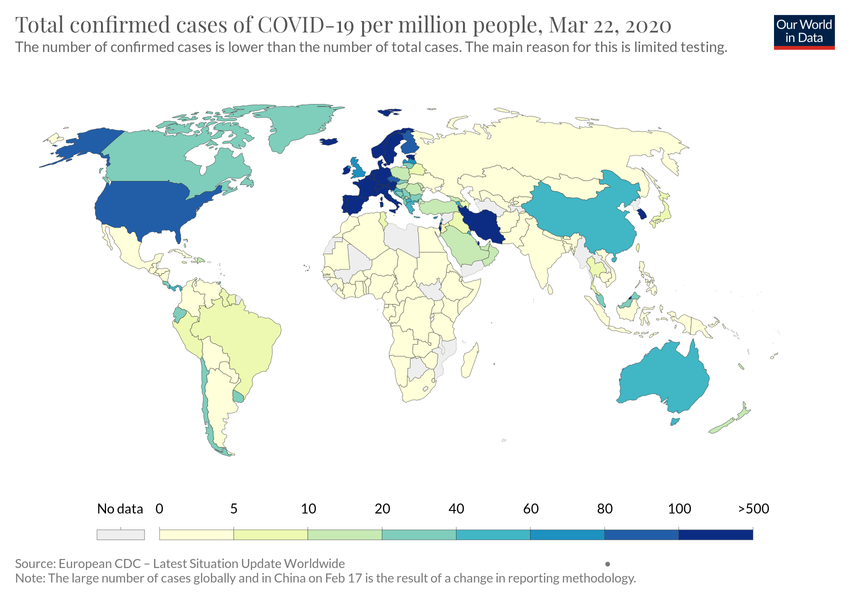 Total confirmed cases of COVID-19 per million people, Mar 22, 2020
The number of confirmed cases is lower than the number of total cases. The main reason for this is limited testing.
Our World
in Data
No data 0 5 10 20 40 60 80 100 >500
Source: European CDC – Latest Situation Update Worldwide
Note: The large number of cases globally and in China on Feb 17 is the result of a change in reporting methodology.